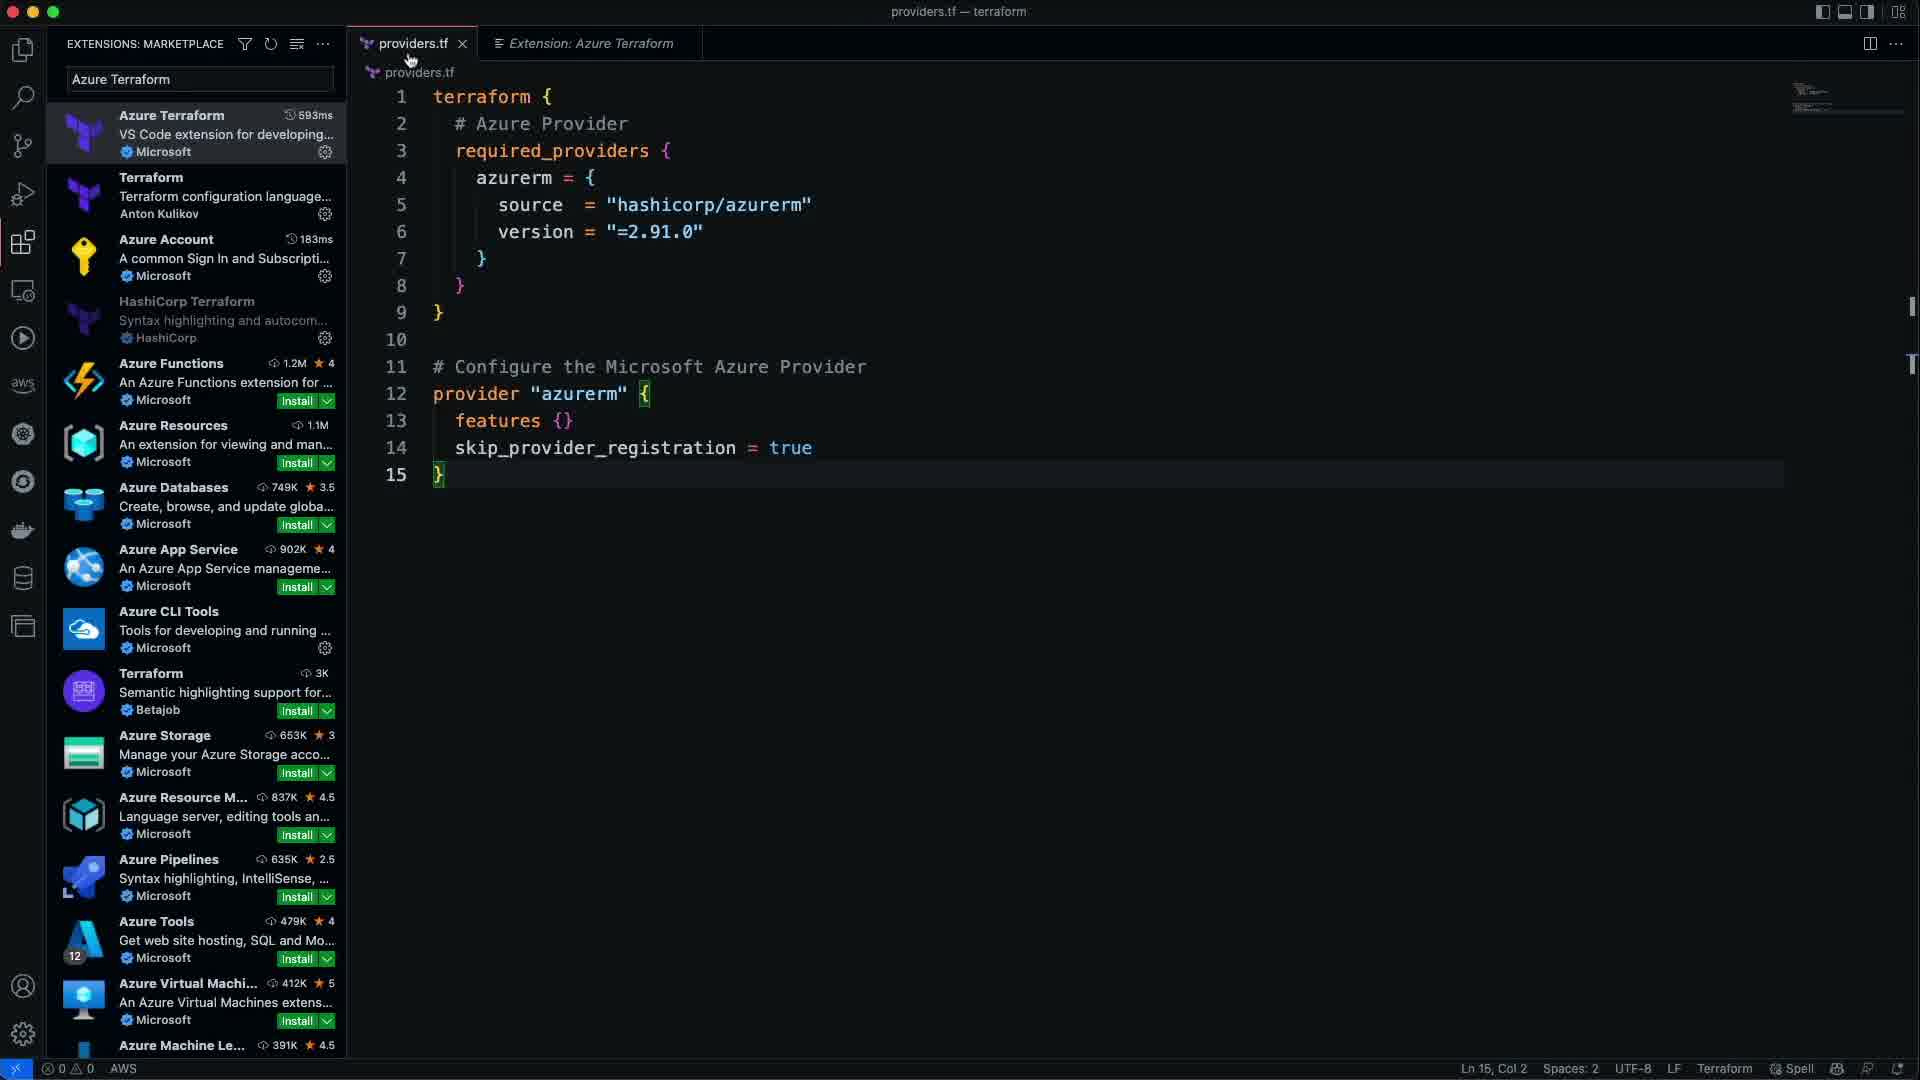 providers.tf — terraform
EXTENSIONS: MARKETPLACE
Azure Terraform
Azure Terraform 593ms
VS Code extension for developing...
Microsoft
Terraform
Terraform configuration language...
Anton Kulikov
Azure Account 183ms
A common Sign In and Subscripti...
Microsoft
HashiCorp Terraform
Syntax highlighting and autocom...
HashiCorp
Azure Functions 1.2M 4
An Azure Functions extension for ...
Microsoft Install
Azure Resources 1.1M
An extension for viewing and man...
Microsoft Install
Azure Databases 749K 3.5
Create, browse, and update globa...
Microsoft Install
Azure App Service 902K 4
An Azure App Service manageme...
Microsoft Install
Azure CLI Tools
Tools for developing and running ...
Microsoft
Terraform 3K
Semantic highlighting support for...
Betajob Install
Azure Storage 653K 3
Manage your Azure Storage acco...
Microsoft Install
Azure Resource M... 837K 4.5
Language server, editing tools an...
Microsoft Install
Azure Pipelines 635K 2.5
Syntax highlighting, IntelliSense, ...
Microsoft Install
Azure Tools 479K 4
Get web site hosting, SQL and Mo...
12
Microsoft Install
Azure Virtual Machi... 412K 5
An Azure Virtual Machines extens...
Microsoft Install
Azure Machine Le... 391K 4.5
aws
providers.tf
Extension: Azure Terraform
providers.tf
1 terraform {
2 # Azure Provider
3 required_providers {
4 azurerm = {
5 source = "hashicorp/azurerm"
6 version = "=2.91.0"
7 }
8 }
9 }
10
11 # Configure the Microsoft Azure Provider
12 provider "azurerm" {
13 features {}
14 skip_provider_registration = true
15 }
0 0 AWS
Ln 15, Col 2 Spaces: 2 UTF-8 LF Terraform Spell